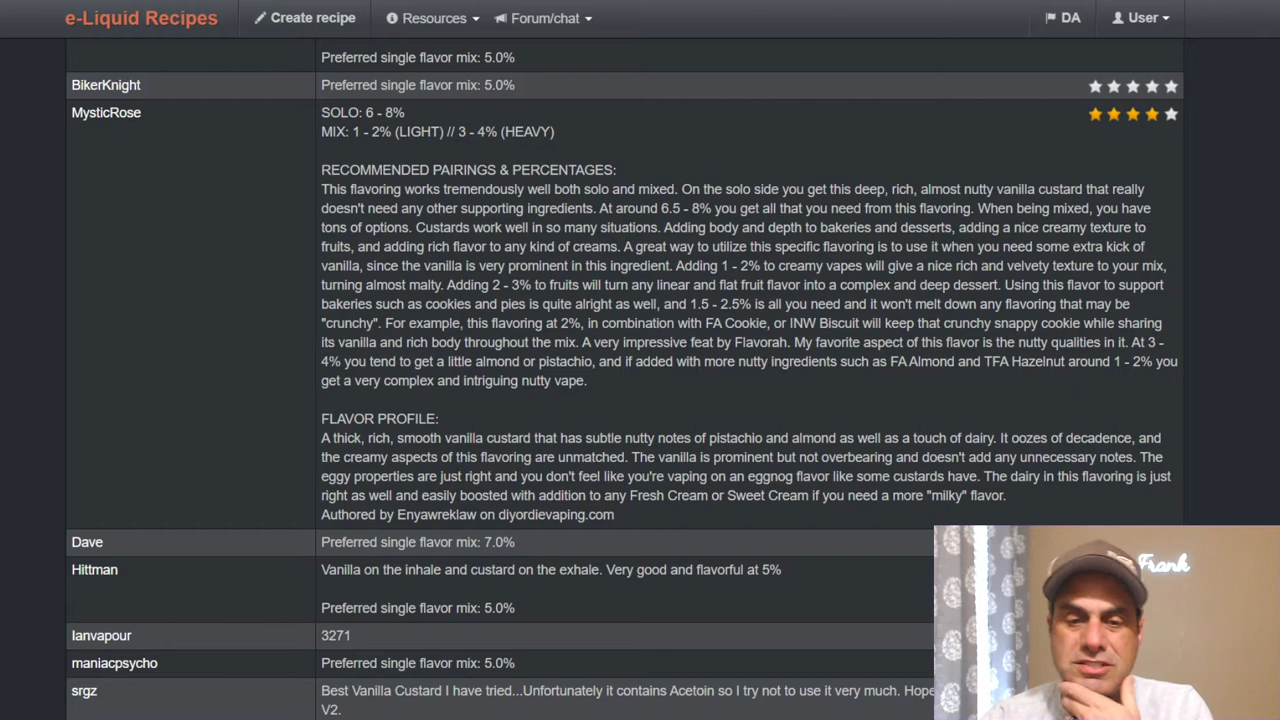 e-Liquid Recipes
Create recipe
Resources
Forum/chat
DA
User
Preferred single flavor mix: 5.0%
BikerKnight
Preferred single flavor mix: 5.0%
MysticRose
SOLO: 6 - 8%
MIX: 1 - 2% (LIGHT) // 3 - 4% (HEAVY)
RECOMMENDED PAIRINGS & PERCENTAGES:
This flavoring works tremendously well both solo and mixed. On the solo side you get this deep, rich, almost nutty vanilla custard that really
doesn't need any other supporting ingredients. At around 6.5 - 8% you get all that you need from this flavoring. When being mixed, you have
tons of options. Custards work well in so many situations. Adding body and depth to bakeries and desserts, adding a nice creamy texture to
fruits, and adding rich flavor to any kind of creams. A great way to utilize this specific flavoring is to use it when you need some extra kick of
vanilla, since the vanilla is very prominent in this ingredient. Adding 1 - 2% to creamy vapes will give a nice rich and velvety texture to your mix,
turning almost malty. Adding 2 - 3% to fruits will turn any linear and flat fruit flavor into a complex and deep dessert. Using this flavor to support
bakeries such as cookies and pies is quite alright as well, and 1.5 - 2.5% is all you need and it won't melt down any flavoring that may be
"crunchy". For example, this flavoring at 2%, in combination with FA Cookie, or INW Biscuit will keep that crunchy snappy cookie while sharing
its vanilla and rich body throughout the mix. A very impressive feat by Flavorah. My favorite aspect of this flavor is the nutty qualities in it. At 3 -
4% you tend to get a little almond or pistachio, and if added with more nutty ingredients such as FA Almond and TFA Hazelnut around 1 - 2% you
get a very complex and intriguing nutty vape.
FLAVOR PROFILE:
A thick, rich, smooth vanilla custard that has subtle nutty notes of pistachio and almond as well as a touch of dairy. It oozes of decadence, and
the creamy aspects of this flavoring are unmatched. The vanilla is prominent but not overbearing and doesn't add any unnecessary notes. The
eggy properties are just right and you don't feel like you're vaping on an eggnog flavor like some custards have. The dairy in this flavoring is just
right as well and easily boosted with addition to any Fresh Cream or Sweet Cream if you need a more "milky" flavor.
Authored by Enyawreklaw on diyordievaping.com
Dave
Preferred single flavor mix: 7.0%
Hittman
Vanilla on the inhale and custard on the exhale. Very good and flavorful at 5%
Preferred single flavor mix: 5.0%
Ianvapour
3271
maniacpsycho
Preferred single flavor mix: 5.0%
srgz
Best Vanilla Custard I have tried...Unfortunately it contains Acetoin so I try not to use it very much. Hope
V2.
Frank